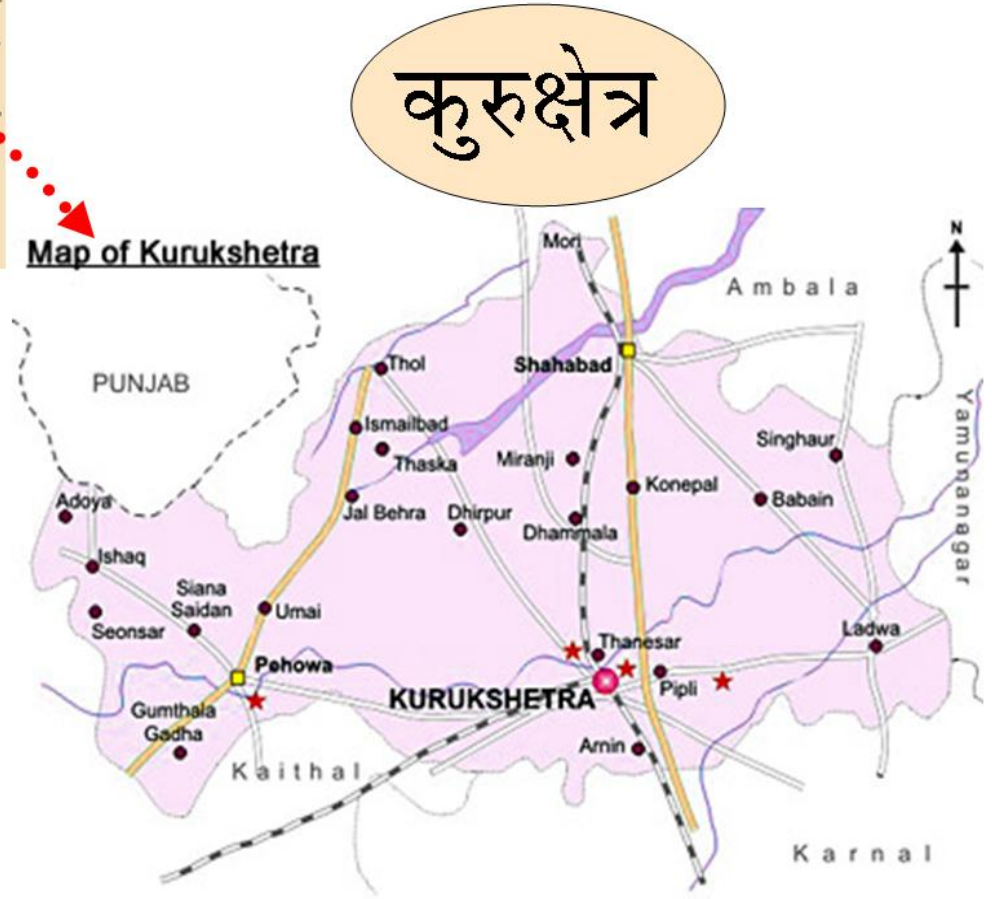 कुरुक्षेत्र
Map of Kurukshetra
N
Mori
Ambala
PUNJAB
Thol
Shahabad
Yamunanagar
Ismailbad
Thaska
Miranji
Singhaur
Konepal
Babain
Adoya
Jal Behra
Dhirpur
Dhammala
Ishaq
Siana
Saidan
Umai
Seonsar
Thanesar
Ladwa
Pehowa
KURUKSHETRA
Pipli
Gumthala
Gadha
Arnin
Kaithal
Karnal